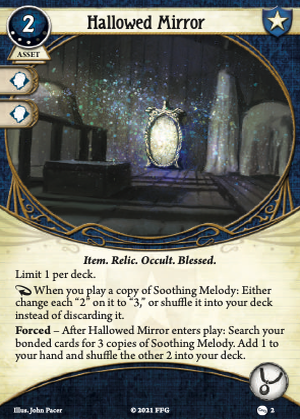 Hallowed Mirror
2
ASSET
Item. Relic. Occult. Blessed.
Limit 1 per deck.
When you play a copy of Soothing Melody: Either
change each “2” on it to “3,” or shuffle it into your deck
instead of discarding it.
Forced – After Hallowed Mirror enters play: Search your
bonded cards for 3 copies of Soothing Melody. Add 1 to
your hand and shuffle the other 2 into your deck.
Illus. John Pacer
© 2021 FFG
2